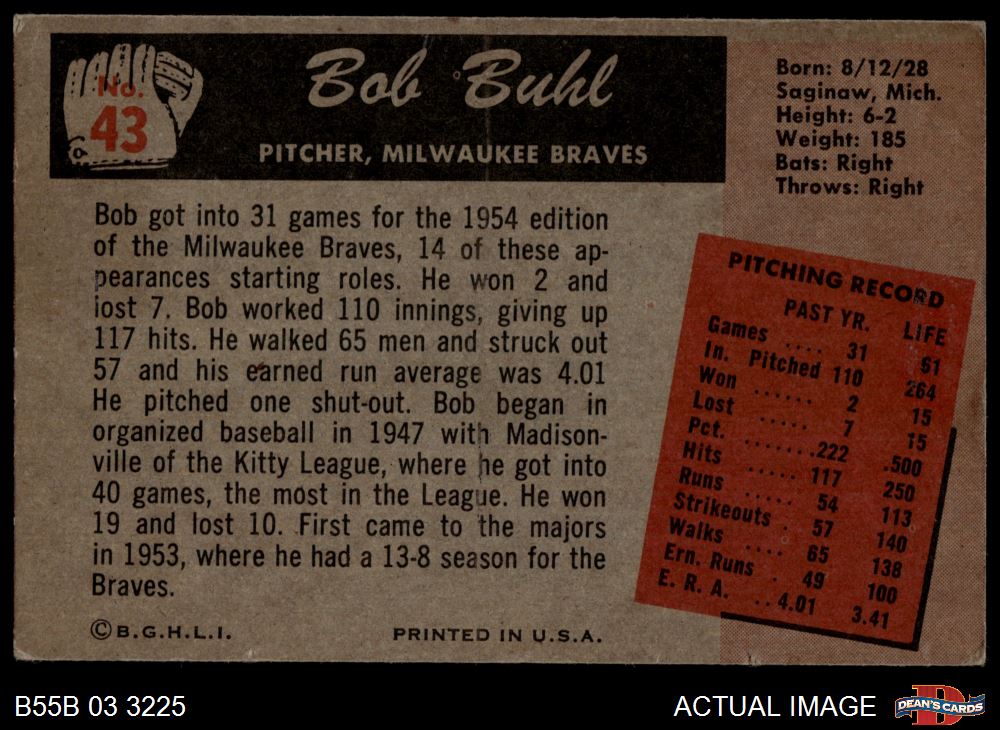 No.
43
Bob Buhl
PITCHER, MILWAUKEE BRAVES
Born: 8/12/28
Saginaw, Mich.
Height: 6-2
Weight: 185
Bats: Right
Throws: Right
Bob got into 31 games for the 1954 edition
of the Milwaukee Braves, 14 of these ap-
pearances starting roles. He won 2 and
lost 7. Bob worked 110 innings, giving up
117 hits. He walked 65 men and struck out
57 and his earned run average was 4.01
He pitched one shut-out. Bob began in
organized baseball in 1947 with Madison-
ville of the Kitty League, where he got into
40 games, the most in the League. He won
19 and lost 10. First came to the majors
in 1953, where he had a 13-8 season for the
Braves.
©B.G.H.L.I.
PRINTED IN U.S.A.
PITCHING RECORD
PAST YR. LIFE
Games .... 31 61
In. Pitched 110 264
Won ...... 2 15
Lost ..... 7 15
Pct. .......222 .500
Hits ..... 117 250
Runs ..... 54 113
Strikeouts . 57 140
Walks .... 65 138
Ern. Runs . 49 100
E. R. A. .. 4.01 3.41
B55B 03 3225
ACTUAL IMAGE
D
DEAN'S CARDS